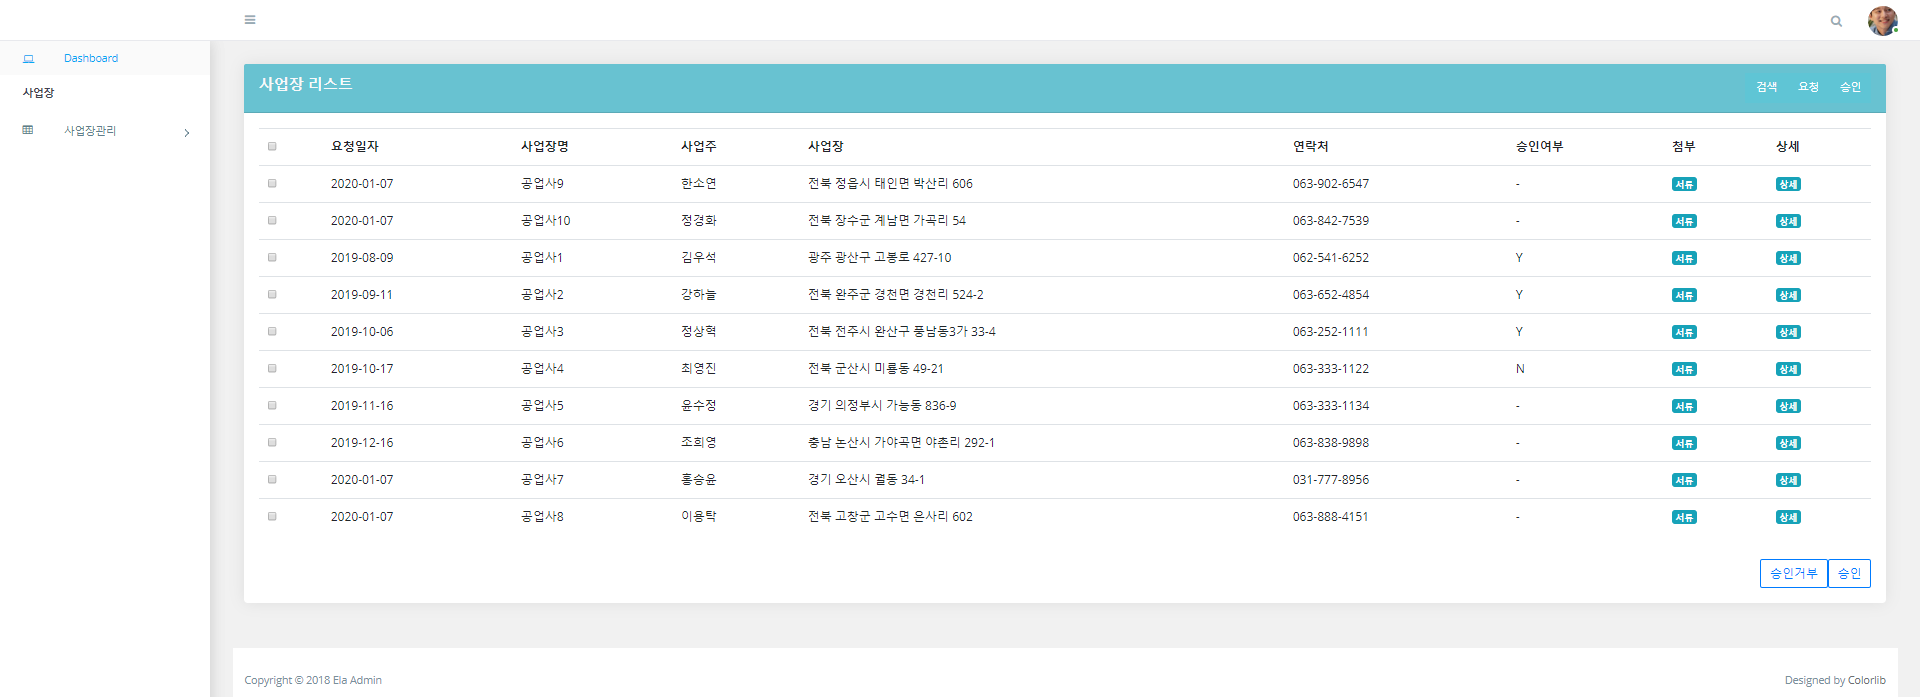 Dashboard
사업장
사업장관리
사업장 리스트
검색 요청 승인
요청일자 사업장명 사업주 사업장 연락처 승인여부 첨부 상세
2020-01-07 공업사9 한소연 전북 정읍시 태인면 박산리 606 063-902-6547 - 서류 상세
2020-01-07 공업사10 정경화 전북 장수군 계남면 가곡리 54 063-842-7539 - 서류 상세
2019-08-09 공업사1 김우석 광주 광산구 고봉로 427-10 062-541-6252 Y 서류 상세
2019-09-11 공업사2 강하늘 전북 완주군 경천면 경천리 524-2 063-652-4854 Y 서류 상세
2019-10-06 공업사3 정상혁 전북 전주시 완산구 풍남동3가 33-4 063-252-1111 Y 서류 상세
2019-10-17 공업사4 최영진 전북 군산시 미룡동 49-21 063-333-1122 N 서류 상세
2019-11-16 공업사5 윤수정 경기 의정부시 가능동 836-9 063-333-1134 - 서류 상세
2019-12-16 공업사6 조희영 충남 논산시 가야곡면 야촌리 292-1 063-838-9898 - 서류 상세
2020-01-07 공업사7 홍승윤 경기 오산시 궐동 34-1 031-777-8956 - 서류 상세
2020-01-07 공업사8 이용탁 전북 고창군 고수면 은사리 602 063-888-4151 - 서류 상세
승인거부 승인
Copyright © 2018 Ela Admin
Designed by Colorlib